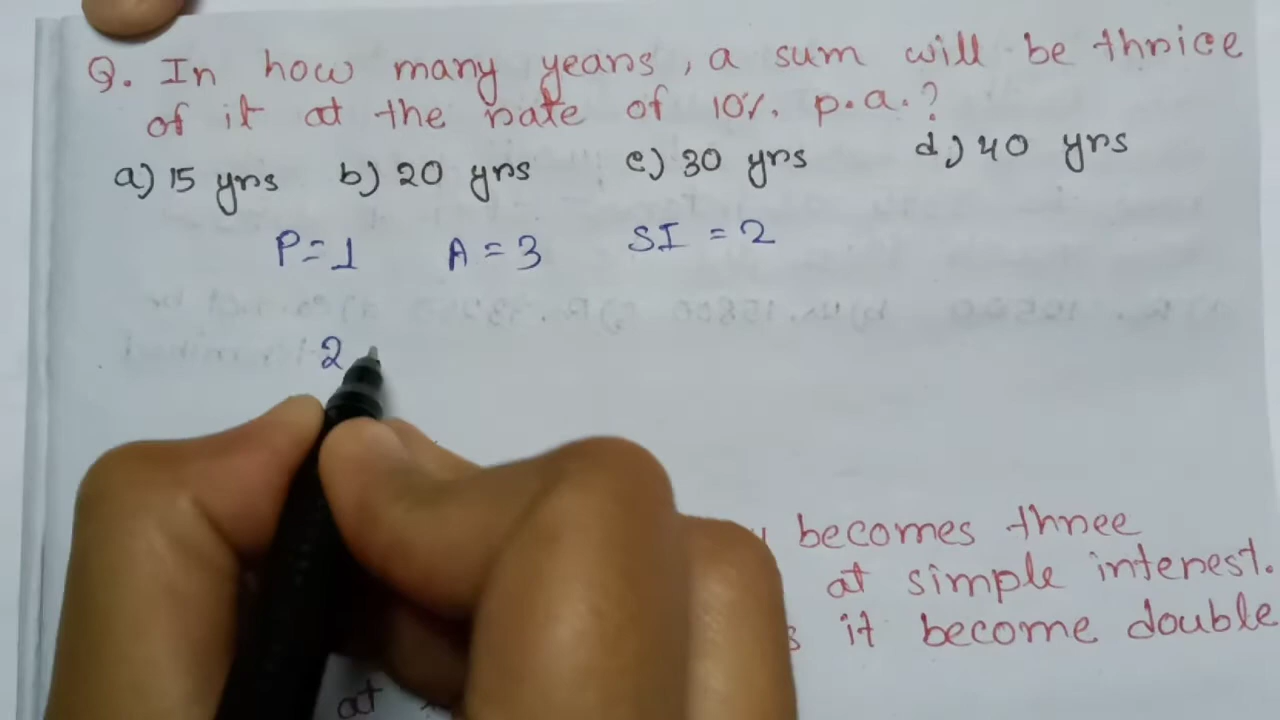 Q. In how many years, a sum will be thrice
of it at the rate of 10%. p.a.?
a) 15 yrs b) 20 yrs c) 30 yrs d) 40 yrs
P=1 A=3 SI=2
2
becomes three
at simple interest.
it become double
at